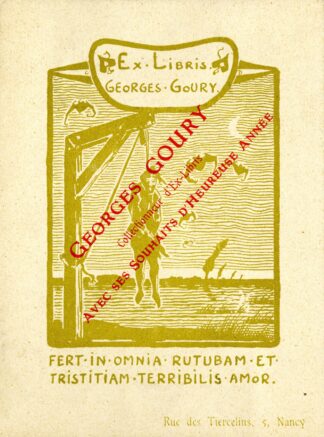 Ex·Libris.
Georges·Goury.
Georges Goury
Collectionneur d'Ex-Libris
Avec ses Souhaits d'Heureuse Année
FERT·IN·OMNIA·RUTUBAM·ET·
TRISTITIAM·TERRIBILIS·AMOR.
Rue des Tiercelins, 5, Nancy